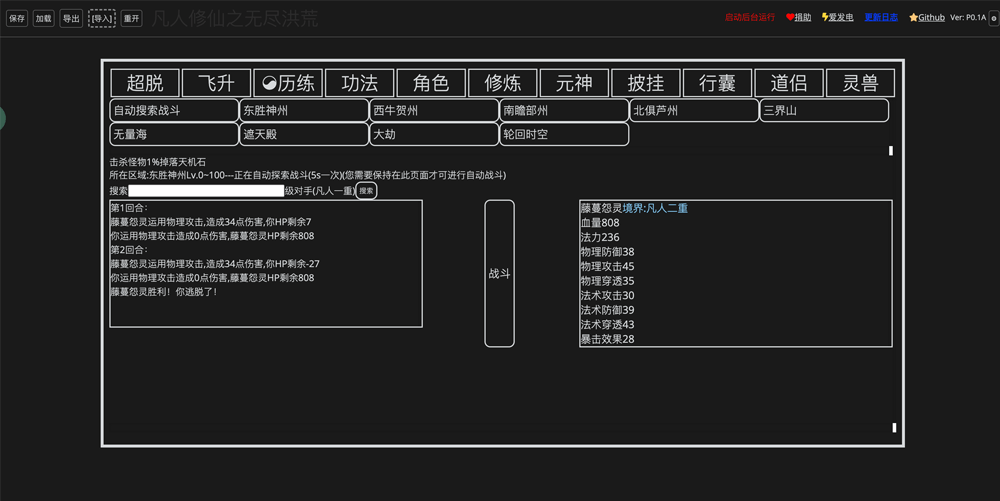 保存 加载 导出 [导入] 重开 凡人修仙之无尽洪荒 启动后台运行 捐助 爱发电 更新日志 Github Ver: P0.1A
超脱 飞升 历练 功法 角色 修炼 元神 披挂 行囊 道侣 灵兽
自动搜索战斗 东胜神州 西牛贺州 南瞻部州 北俱芦州 三界山
无量海 遮天殿 大劫 轮回时空
击杀怪物1%掉落天机石
所在区域:东胜神州Lv.0~100---正在自动探索战斗(5s一次)(您需要保持在此页面才可进行自动战斗)
搜索 级对手(凡人一重) 搜索
第1回合:
藤蔓怨灵运用物理攻击,造成34点伤害,你HP剩余7
你运用物理攻击造成0点伤害,藤蔓怨灵HP剩余808
第2回合:
藤蔓怨灵运用物理攻击,造成34点伤害,你HP剩余-27
你运用物理攻击造成0点伤害,藤蔓怨灵HP剩余808
藤蔓怨灵胜利！你逃脱了!
战斗
藤蔓怨灵境界:凡人二重
血量808
法力236
物理防御38
物理攻击45
物理穿透35
法术攻击30
法术防御39
法术穿透43
暴击效果28